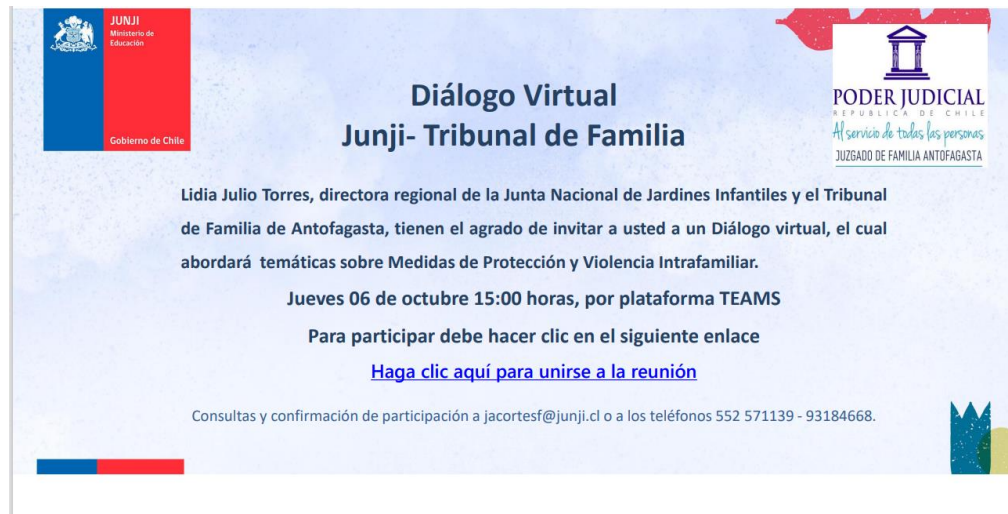 JUNJI
Ministerio de
Educación
Gobierno de Chile
PODER JUDICIAL
REPUBLICA DE CHILE
Al servicio de todas las personas
JUZGADO DE FAMILIA ANTOFAGASTA
Diálogo Virtual
Junji- Tribunal de Familia
Lidia Julio Torres, directora regional de la Junta Nacional de Jardines Infantiles y el Tribunal
de Familia de Antofagasta, tienen el agrado de invitar a usted a un Diálogo virtual, el cual
abordará temáticas sobre Medidas de Protección y Violencia Intrafamiliar.
Jueves 06 de octubre 15:00 horas, por plataforma TEAMS
Para participar debe hacer clic en el siguiente enlace
Haga clic aquí para unirse a la reunión
Consultas y confirmación de participación a jacortesf@junji.cl o a los teléfonos 552 571139 - 93184668.